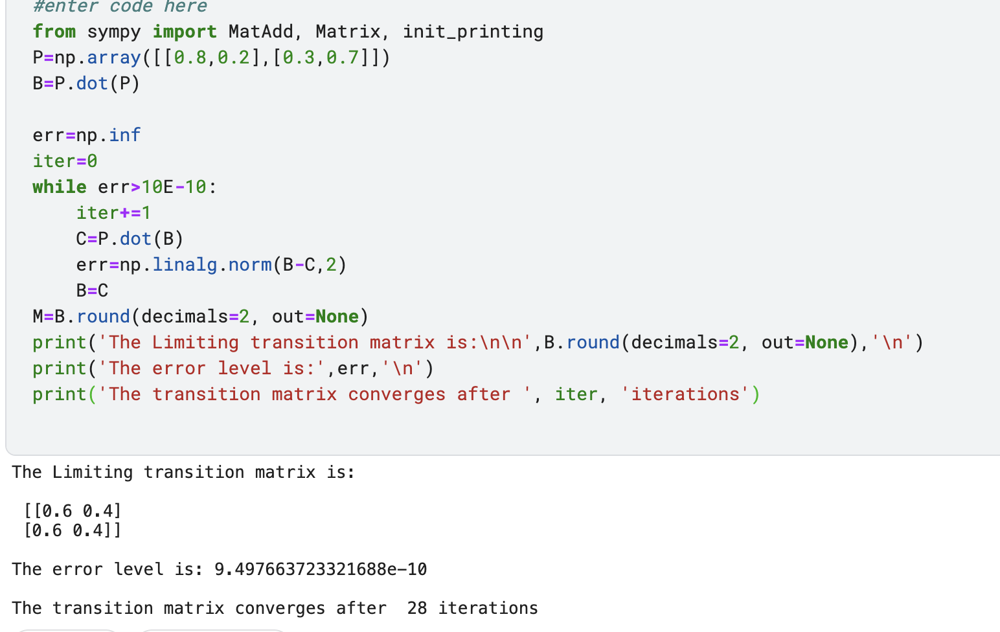 #enter code here
from sympy import MatAdd, Matrix, init_printing
P=np.array([[0.8,0.2],[0.3,0.7]])
B=P.dot(P)
err=np.inf
iter=0
while err>10E-10:
    iter+=1
    C=P.dot(B)
    err=np.linalg.norm(B-C,2)
    B=C
M=B.round(decimals=2, out=None)
print('The Limiting transition matrix is:\n\n',B.round(decimals=2, out=None),'\n')
print('The error level is:',err,'\n')
print('The transition matrix converges after ', iter, 'iterations')
The Limiting transition matrix is:
[[0.6 0.4]
[0.6 0.4]]
The error level is: 9.497663723321688e-10
The transition matrix converges after  28 iterations